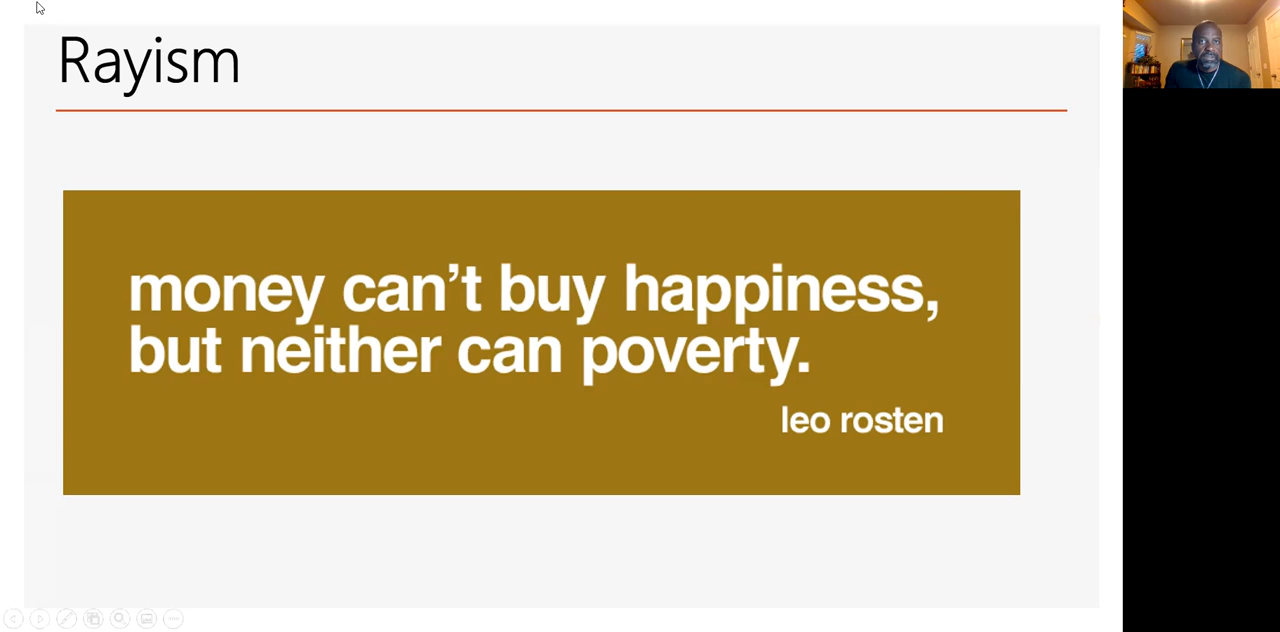 Rayism
money can’t buy happiness,
but neither can poverty.
leo rosten